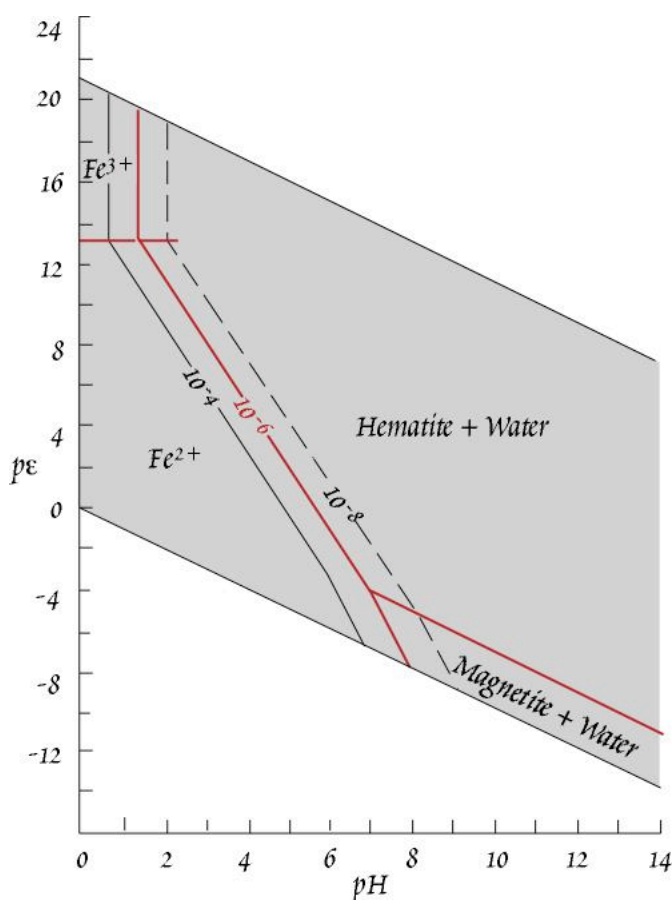 24
20
Fe3+
16
12
8
10-4
10-6
4
Hematite + Water
Fe2+
pε
10-8
0
-4
-8
Magnetite + Water
-12
0 2 4 6 8 10 12 14
pH